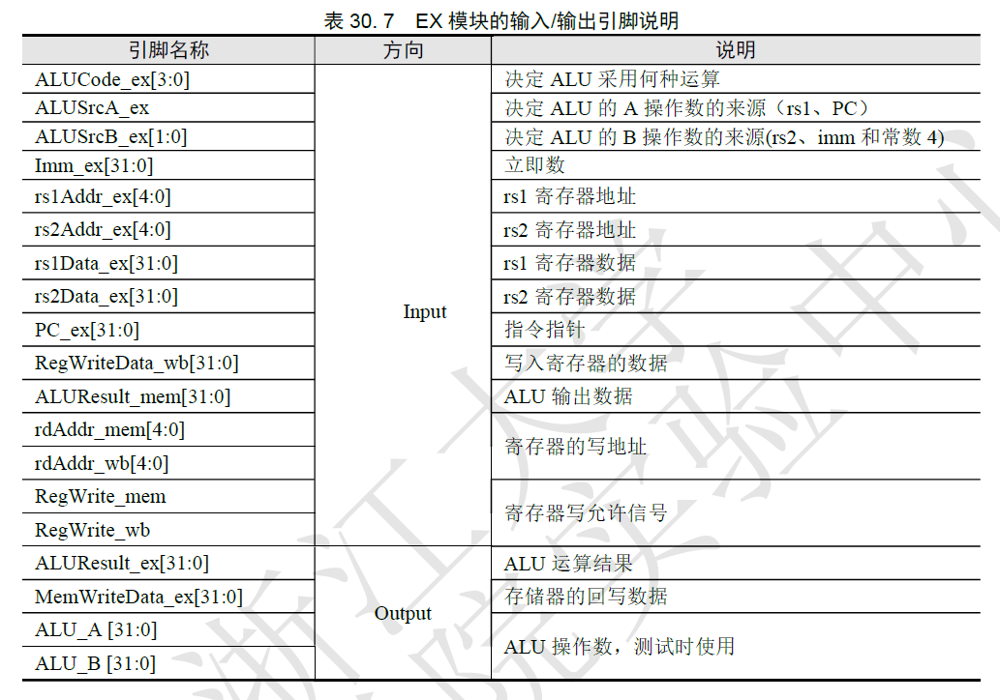 表 30.7 EX 模块的输入/输出引脚说明
引脚名称 方向 说明
ALUCode_ex[3:0] 决定 ALU 采用何种运算
ALUSrcA_ex 决定 ALU 的 A 操作数的来源（rs1、PC）
ALUSrcB_ex[1:0] 决定 ALU 的 B 操作数的来源(rs2、imm 和常数 4)
Imm_ex[31:0] 立即数
rs1Addr_ex[4:0] rs1 寄存器地址
rs2Addr_ex[4:0] rs2 寄存器地址
rs1Data_ex[31:0] rs1 寄存器数据
rs2Data_ex[31:0] rs2 寄存器数据
Input
PC_ex[31:0] 指令指针
RegWriteData_wb[31:0] 写入寄存器的数据
ALUResult_mem[31:0] ALU 输出数据
rdAddr_mem[4:0]
寄存器的写地址
rdAddr_wb[4:0]
RegWrite_mem
寄存器写允许信号
RegWrite_wb
ALUResult_ex[31:0] ALU 运算结果
MemWriteData_ex[31:0] 存储器的回写数据
Output
ALU_A [31:0]
ALU 操作数，测试时使用
ALU_B [31:0]
浙江大学
院实验中心